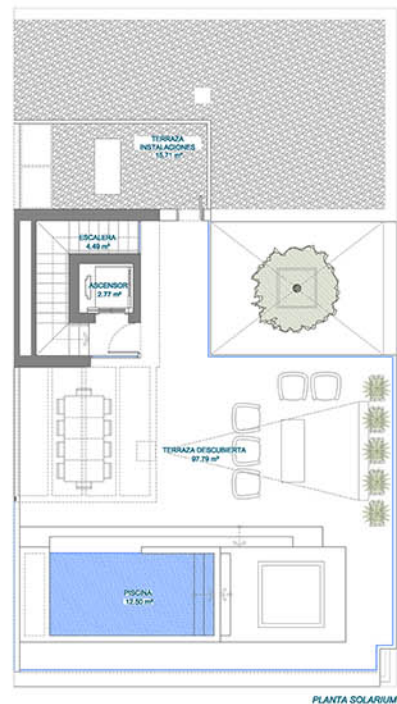 TERRAZA
INSTALACIONES
15.71 m²
ESCALERA
4.49 m²
ASCENSOR
2.77 m²
TERRAZA DESCUBIERTA
97.79 m²
PISCINA
12.50 m²
PLANTA SOLARIUM